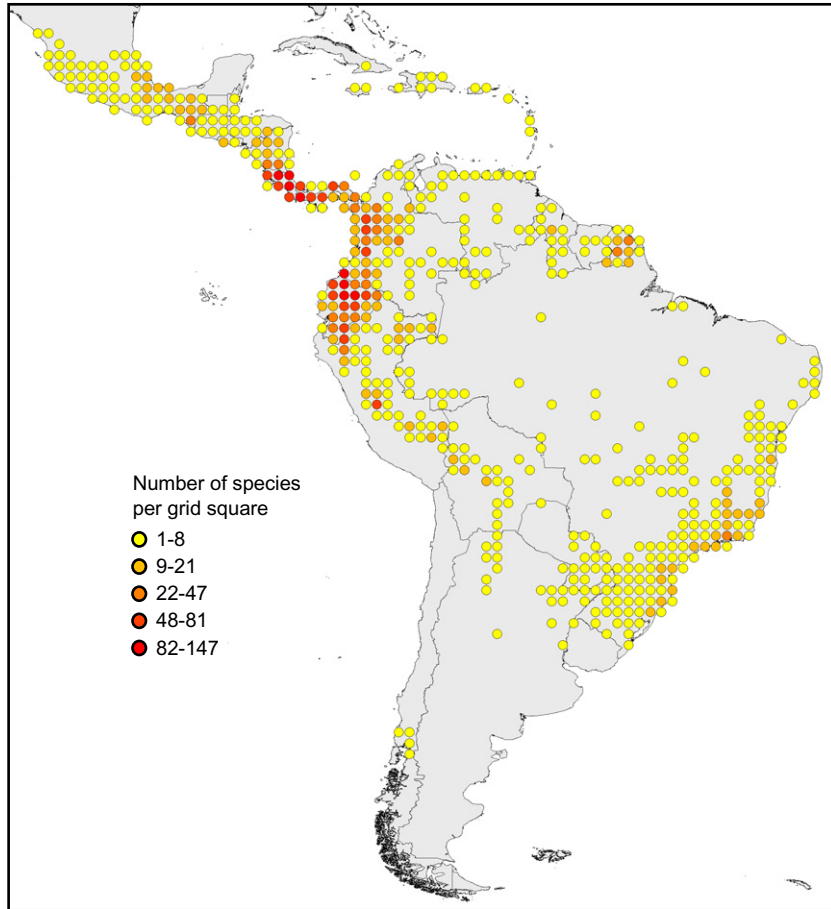 Number of species
per grid square
1-8
9-21
22-47
48-81
82-147